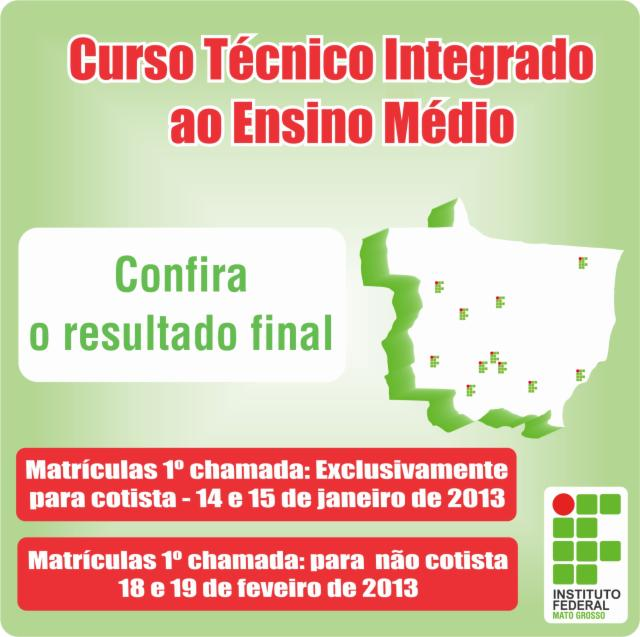 Curso Técnico Integrado
ao Ensino Médio
Confira
o resultado final
Matrículas 1º chamada: Exclusivamente
para cotista - 14 e 15 de janeiro de 2013
Matrículas 1º chamada: para não cotista
18 e 19 de feveiro de 2013
INSTITUTO
FEDERAL
MATO GROSSO